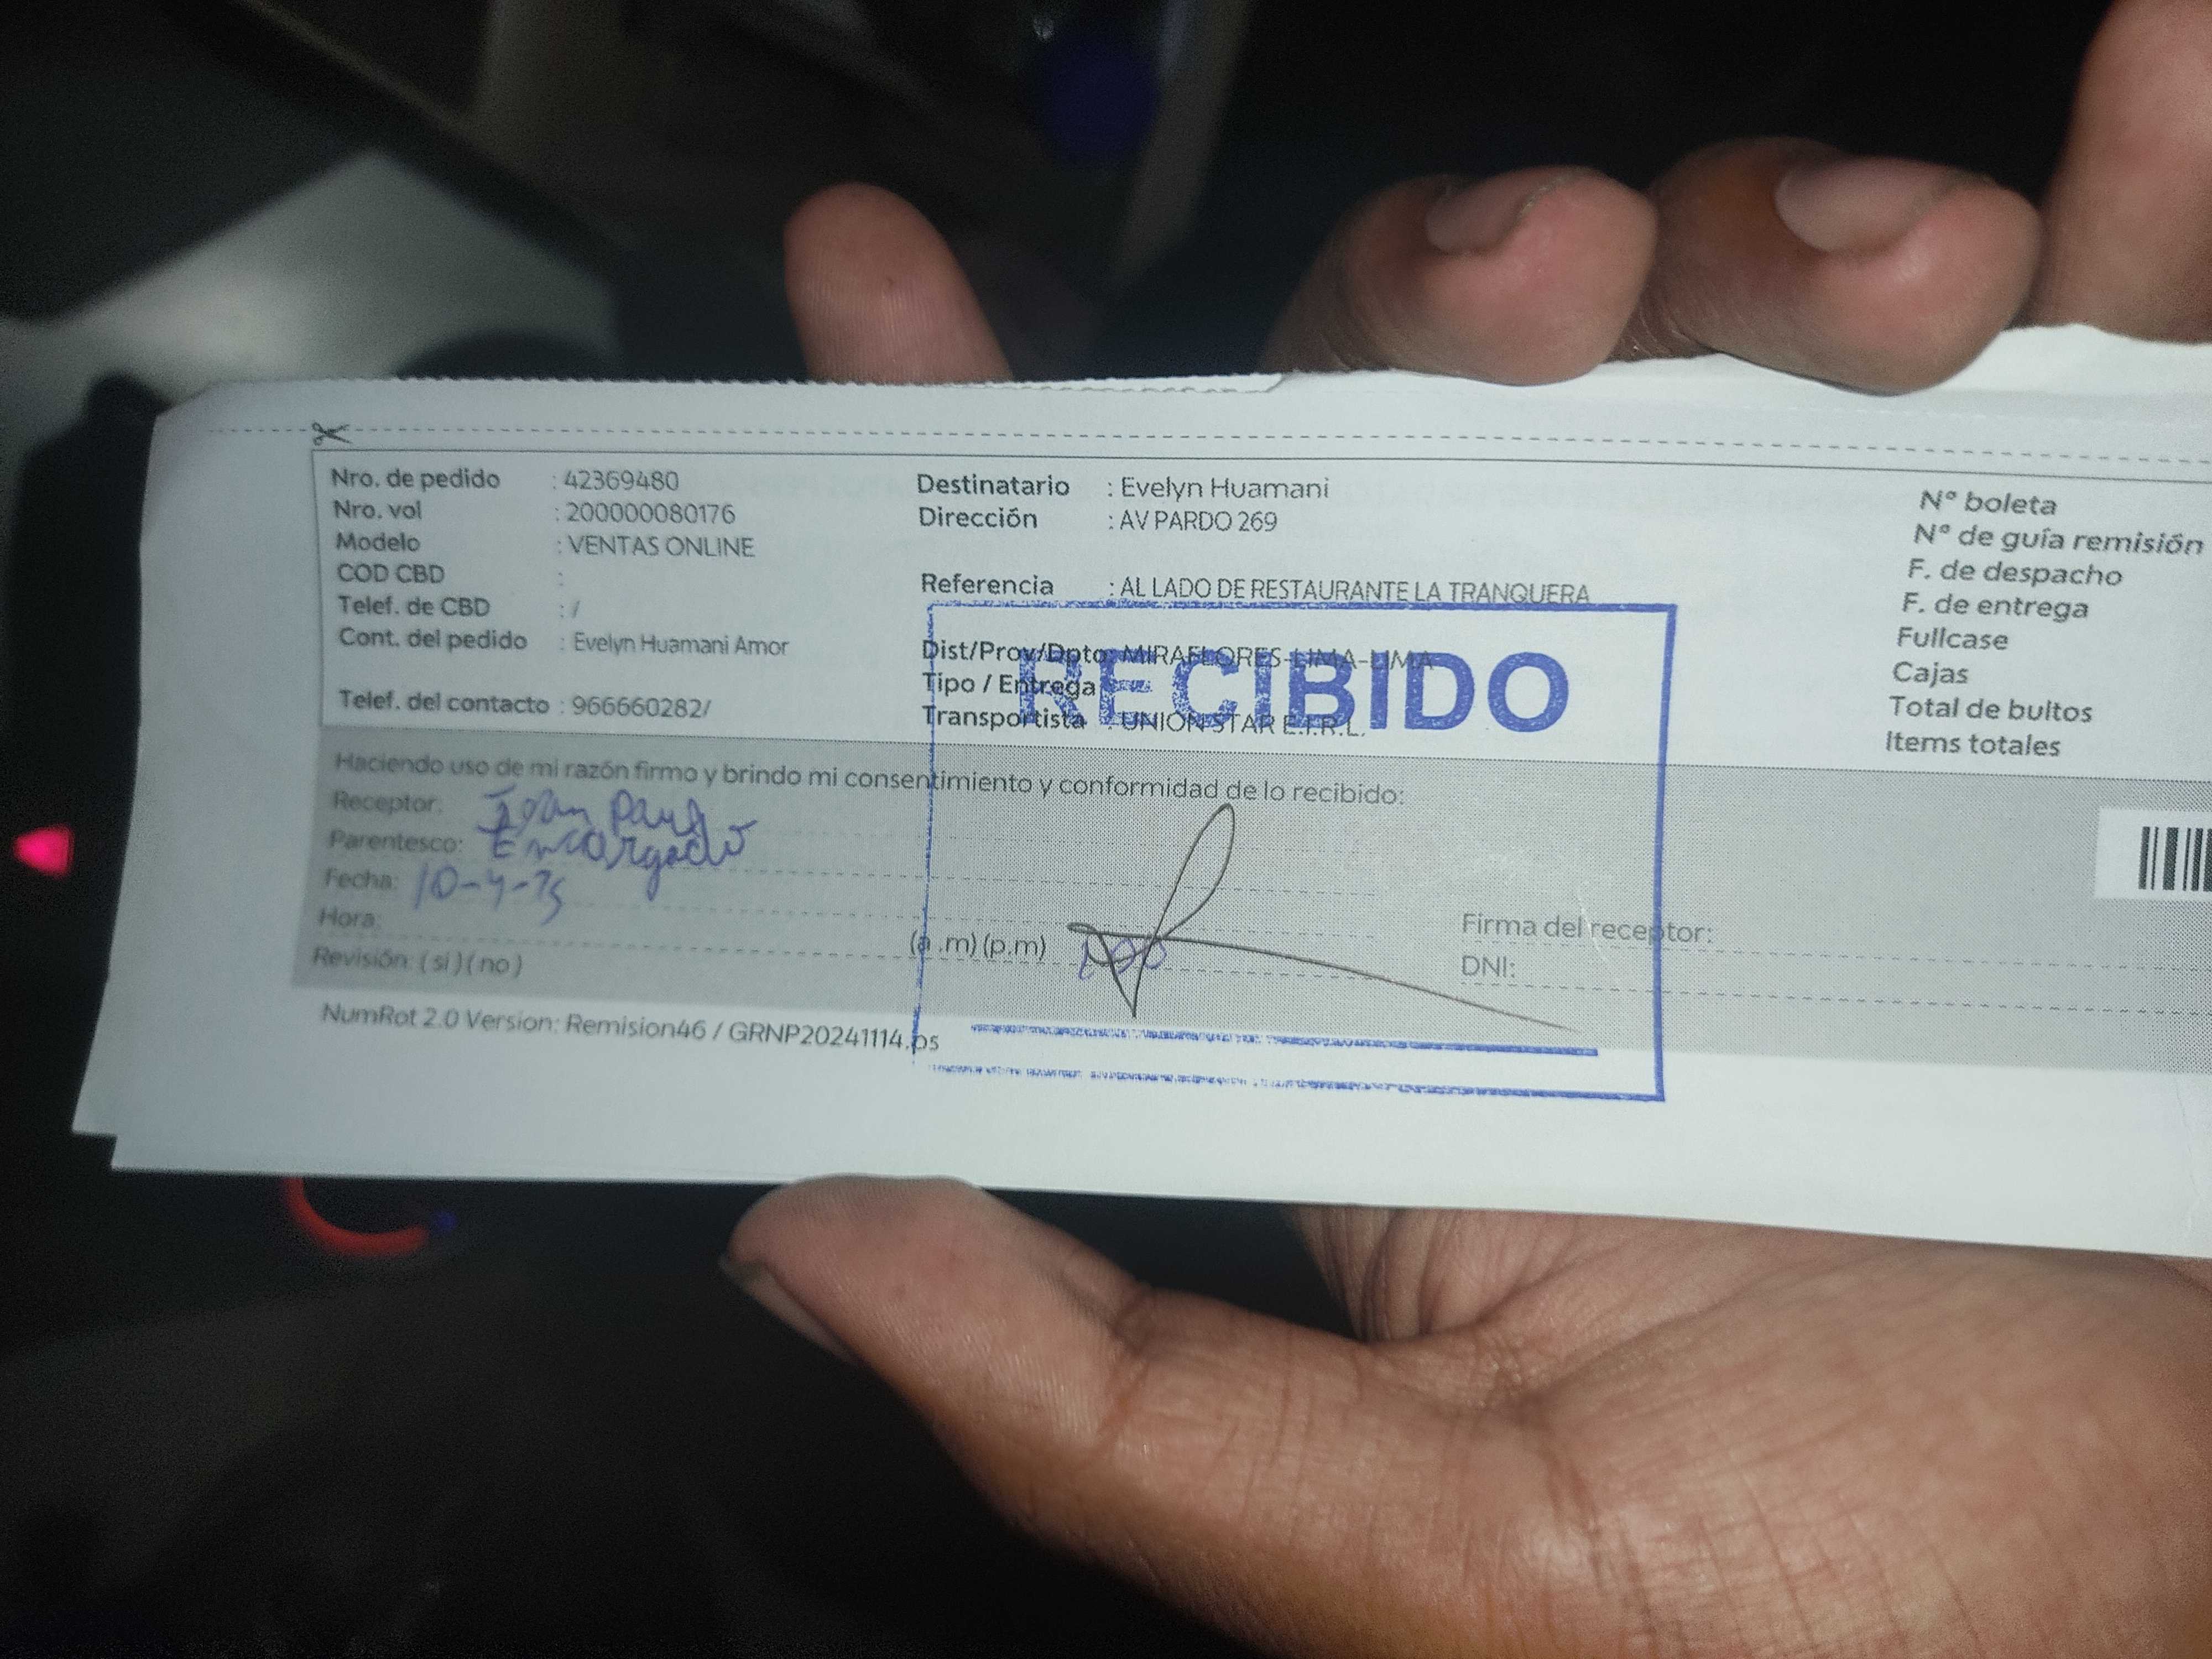 Nro. de pedido : 42369480
Nro. vol : 200000080176
Modelo : VENTAS ONLINE
COD CBD :
Telef. de CBD : /
Cont. del pedido : Evelyn Huamani Amor
Telef. del contacto : 966660282/
Destinatario : Evelyn Huamani
Dirección : AV PARDO 269
Referencia : AL LADO DE RESTAURANTE LA TRANQUERA
Dist/Prov/Dpto: MIRAFLORES-LIMA-LIMA
Tipo / Entrega :
Transportista : UNION STAR E.I.R.L.
RECIBIDO
N° boleta
N° de guía remisión
F. de despacho
F. de entrega
Fullcase
Cajas
Total de bultos
Items totales
Haciendo uso de mi razón firmo y brindo mi consentimiento y conformidad de lo recibido:
Receptor:
Parentesco: Encargado
Fecha: 10-4-25
Hora: (a .m) (p.m)
Revisión: ( si ) ( no )
Firma del receptor:
DNI:
NumRot 2.0 Version: Remision46 / GRNP20241114.ps